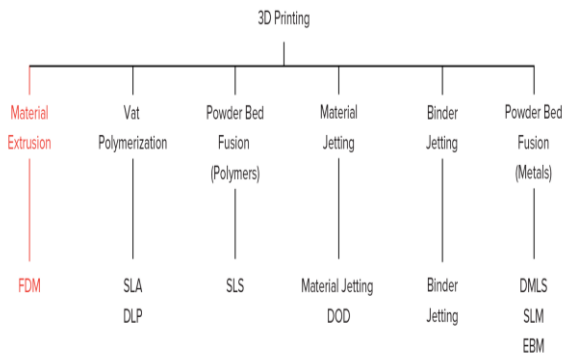 3D Printing
Material
Extrusion
Vat
Polymerization
Powder Bed
Fusion
(Polymers)
Material
Jetting
Binder
Jetting
Powder Bed
Fusion
(Metals)
FDM
SLA
DLP
SLS
Material Jetting
DOD
Binder
Jetting
DMLS
SLM
EBM